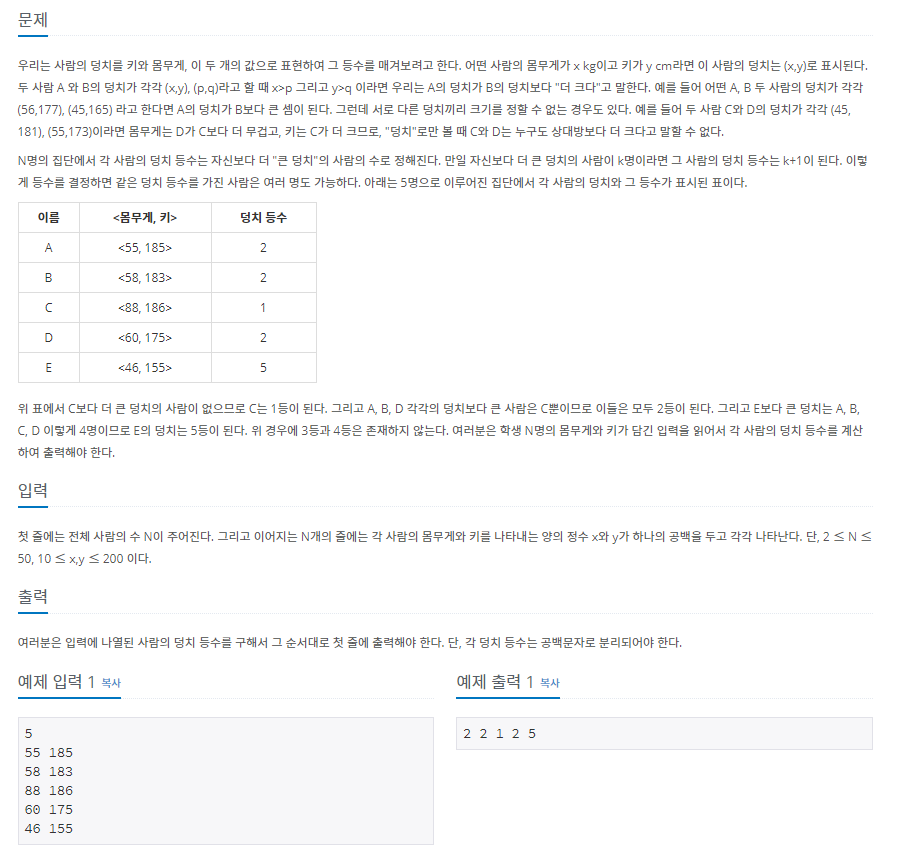 문제
우리는 사람의 덩치를 키와 몸무게, 이 두 개의 값으로 표현하여 그 등수를 매겨보려고 한다. 어떤 사람의 몸무게가 x kg이고 키가 y cm라면 이 사람의 덩치는 (x,y)로 표시된다.
두 사람 A 와 B의 덩치가 각각 (x,y), (p,q)라고 할 때 x>p 그리고 y>q 이라면 우리는 A의 덩치가 B의 덩치보다 "더 크다"고 말한다. 예를 들어 어떤 A, B 두 사람의 덩치가 각각
(56,177), (45,165) 라고 한다면 A의 덩치가 B보다 큰 셈이 된다. 그런데 서로 다른 덩치끼리 크기를 정할 수 없는 경우도 있다. 예를 들어 두 사람 C와 D의 덩치가 각각 (45,
181), (55,173)이라면 몸무게는 D가 C보다 더 무겁고, 키는 C가 더 크므로, "덩치"로만 볼 때 C와 D는 누구도 상대방보다 더 크다고 말할 수 없다.
N명의 집단에서 각 사람의 덩치 등수는 자신보다 더 "큰 덩치"의 사람의 수로 정해진다. 만일 자신보다 더 큰 덩치의 사람이 k명이라면 그 사람의 덩치 등수는 k+1이 된다. 이렇
게 등수를 결정하면 같은 덩치 등수를 가진 사람은 여러 명도 가능하다. 아래는 5명으로 이루어진 집단에서 각 사람의 덩치와 그 등수가 표시된 표이다.
이름 <몸무게, 키> 덩치 등수
A <55, 185> 2
B <58, 183> 2
C <88, 186> 1
D <60, 175> 2
E <46, 155> 5
위 표에서 C보다 더 큰 덩치의 사람이 없으므로 C는 1등이 된다. 그리고 A, B, D 각각의 덩치보다 큰 사람은 C뿐이므로 이들은 모두 2등이 된다. 그리고 E보다 큰 덩치는 A, B,
C, D 이렇게 4명이므로 E의 덩치는 5등이 된다. 위 경우에 3등과 4등은 존재하지 않는다. 여러분은 학생 N명의 몸무게와 키가 담긴 입력을 읽어서 각 사람의 덩치 등수를 계산
하여 출력해야 한다.
입력
첫 줄에는 전체 사람의 수 N이 주어진다. 그리고 이어지는 N개의 줄에는 각 사람의 몸무게와 키를 나타내는 양의 정수 x와 y가 하나의 공백을 두고 각각 나타난다. 단, 2 ≤ N ≤
50, 10 ≤ x,y ≤ 200 이다.
출력
여러분은 입력에 나열된 사람의 덩치 등수를 구해서 그 순서대로 첫 줄에 출력해야 한다. 단, 각 덩치 등수는 공백문자로 분리되어야 한다.
예제 입력 1 복사
5
55 185
58 183
88 186
60 175
46 155
예제 출력 1 복사
2 2 1 2 5